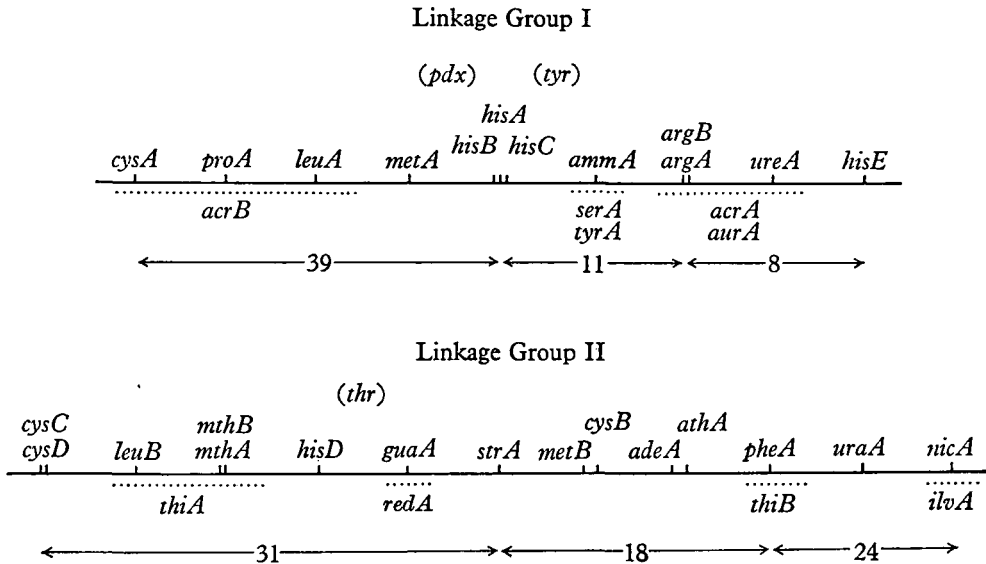 Linkage Group I
(pdx) (tyr)
hisA argB
cysA proA leuA metA hisB hisC ammA argA ureA hisE
acrB serA acrA
tyrA aurA
39 11 8
Linkage Group II
(thr)
cysC mthB cysB athA
cysD leuB mthA hisD guaA strA metB adeA pheA uraA nicA
thiA redA thiB ilvA
31 18 24